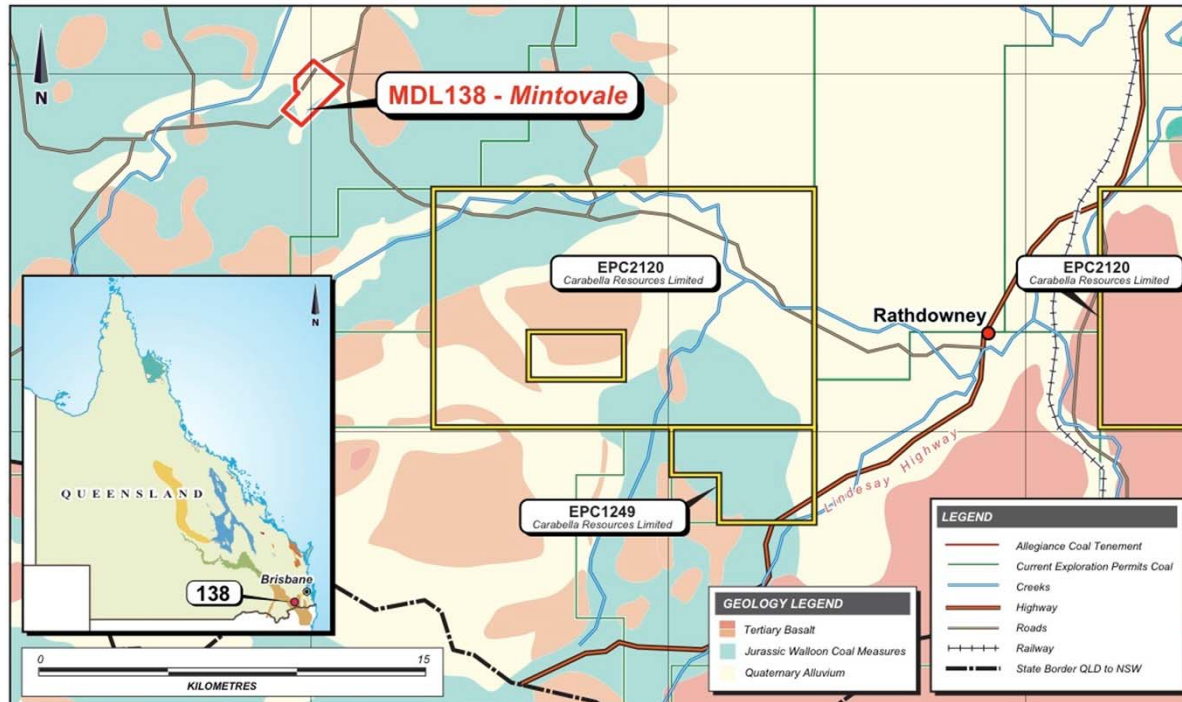 N
MDL138 - Mintovale
EPC2120
Carabella Resources Limited
EPC2120
Carabella Resources Limited
Rathdowney
N
QUEENSLAND
Brisbane
138
Lindesay Highway
EPC1249
Carabella Resources Limited
0 15
KILOMETRES
GEOLOGY LEGEND
Tertiary Basalt
Jurassic Walloon Coal Measures
Quaternary Alluvium
LEGEND
Allegiance Coal Tenement
Current Exploration Permits Coal
Creeks
Highway
Roads
Railway
State Border QLD to NSW